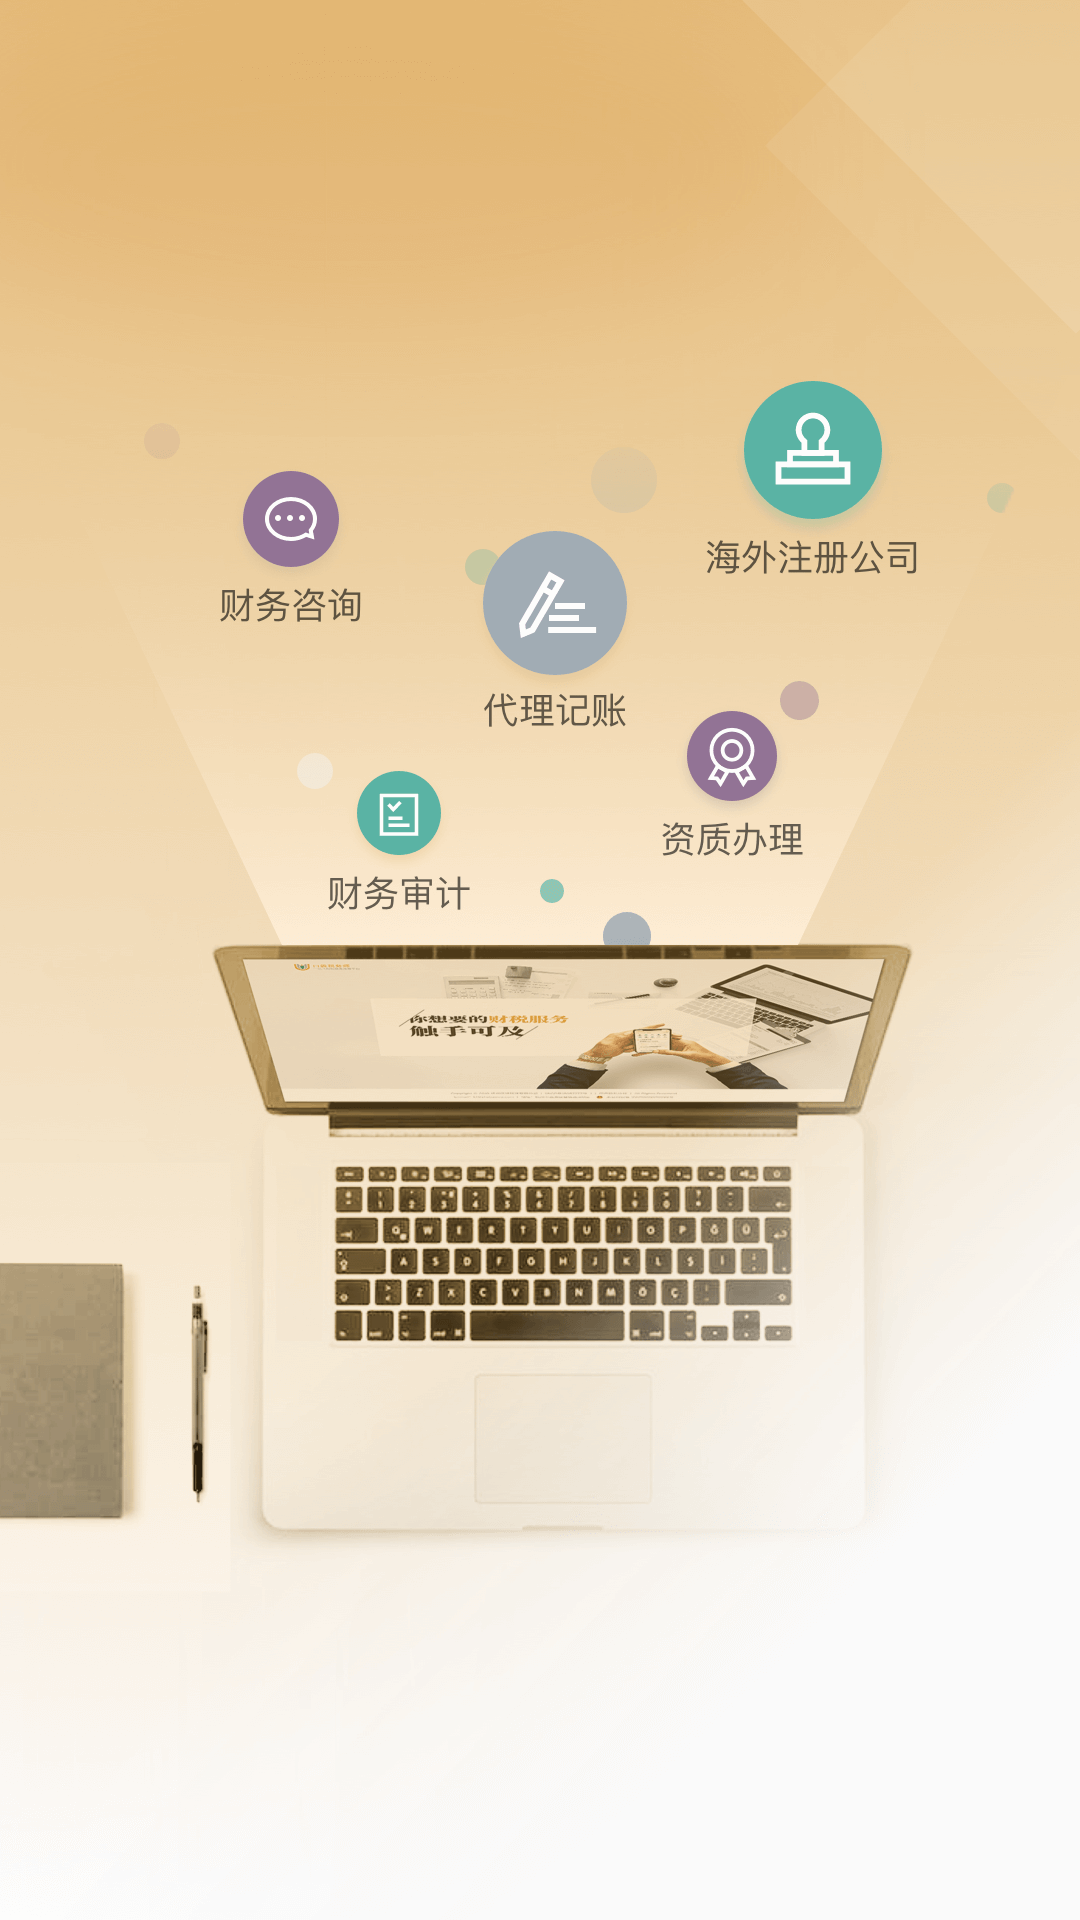 海外注册公司
财务咨询
代理记账
资质办理
财务审计
你想要的财税服务
触手可及